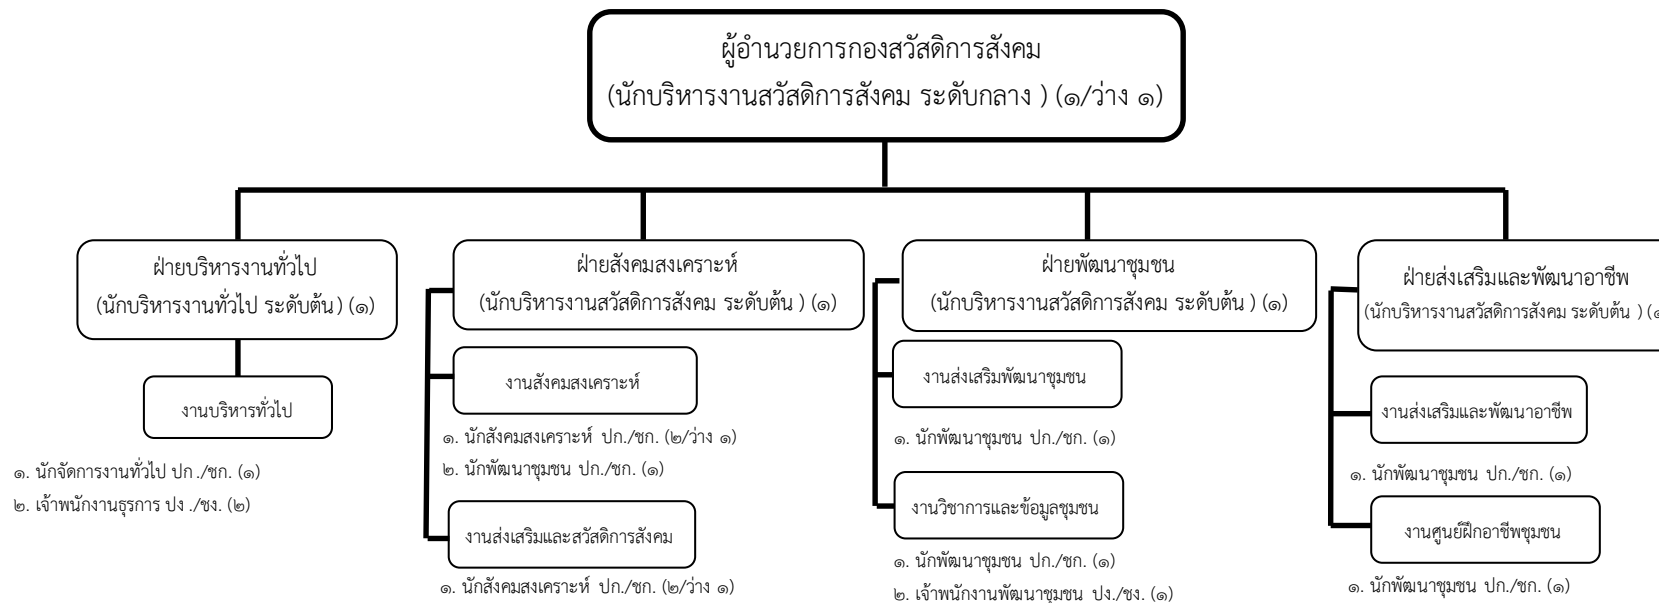 ผู้อำนวยการกองสวัสดิการสังคม
(นักบริหารงานสวัสดิการสังคม ระดับกลาง ) (๑/ว่าง ๑)
ฝ่ายบริหารงานทั่วไป
(นักบริหารงานทั่วไป ระดับต้น) (๑)
งานบริหารทั่วไป
๑. นักจัดการงานทั่วไป ปก ./ชก. (๑)
๒. เจ้าพนักงานธุรการ ปง ./ชง. (๒)
ฝ่ายสังคมสงเคราะห์
(นักบริหารงานสวัสดิการสังคม ระดับต้น ) (๑)
งานสังคมสงเคราะห์
๑. นักสังคมสงเคราะห์ ปก./ชก. (๒/ว่าง ๑)
๒. นักพัฒนาชุมชน ปก./ชก. (๑)
งานส่งเสริมและสวัสดิการสังคม
๑. นักสังคมสงเคราะห์ ปก./ชก. (๒/ว่าง ๑)
ฝ่ายพัฒนาชุมชน
(นักบริหารงานสวัสดิการสังคม ระดับต้น ) (๑)
งานส่งเสริมพัฒนาชุมชน
๑. นักพัฒนาชุมชน ปก./ชก. (๑)
งานวิชาการและข้อมูลชุมชน
๑. นักพัฒนาชุมชน ปก./ชก. (๑)
๒. เจ้าพนักงานพัฒนาชุมชน ปง./ชง. (๑)
ฝ่ายส่งเสริมและพัฒนาอาชีพ
(นักบริหารงานสวัสดิการสังคม ระดับต้น ) (๑
งานส่งเสริมและพัฒนาอาชีพ
๑. นักพัฒนาชุมชน ปก./ชก. (๑)
งานศูนย์ฝึกอาชีพชุมชน
๑. นักพัฒนาชุมชน ปก./ชก. (๑)